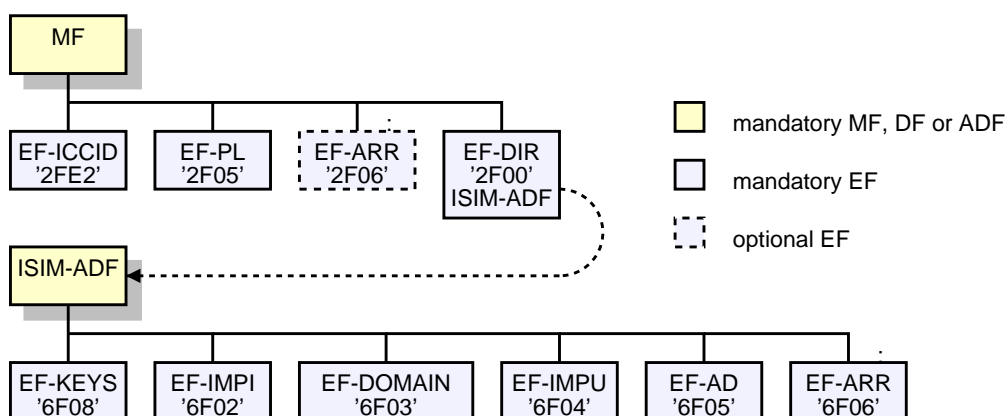 MF
EF-ICCID
'2FE2'
EF-PL
'2F05'
EF-ARR
'2F06'
EF-DIR
'2F00'
ISIM-ADF
mandatory MF, DF or ADF
mandatory EF
optional EF
ISIM-ADF
EF-KEYS
'6F08'
EF-IMPI
'6F02'
EF-DOMAIN
'6F03'
EF-IMPU
'6F04'
EF-AD
'6F05'
EF-ARR
'6F06'